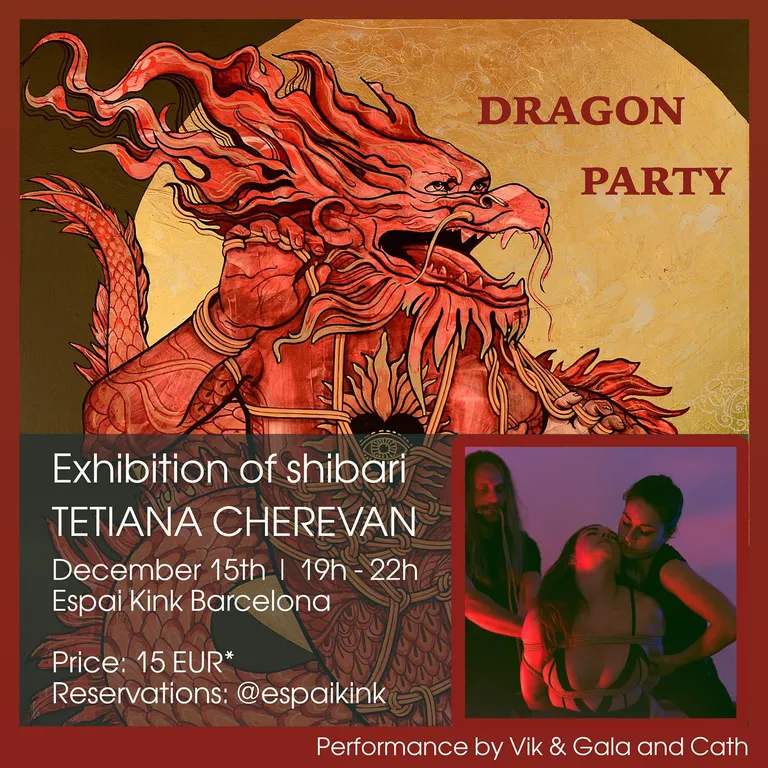 DRAGON
PARTY
Exhibition of shibari
TETIANA CHEREVAN
December 15th | 19h - 22h
Espai Kink Barcelona
Price: 15 EUR*
Reservations: @espaikink
Performance by Vik & Gala and Cath